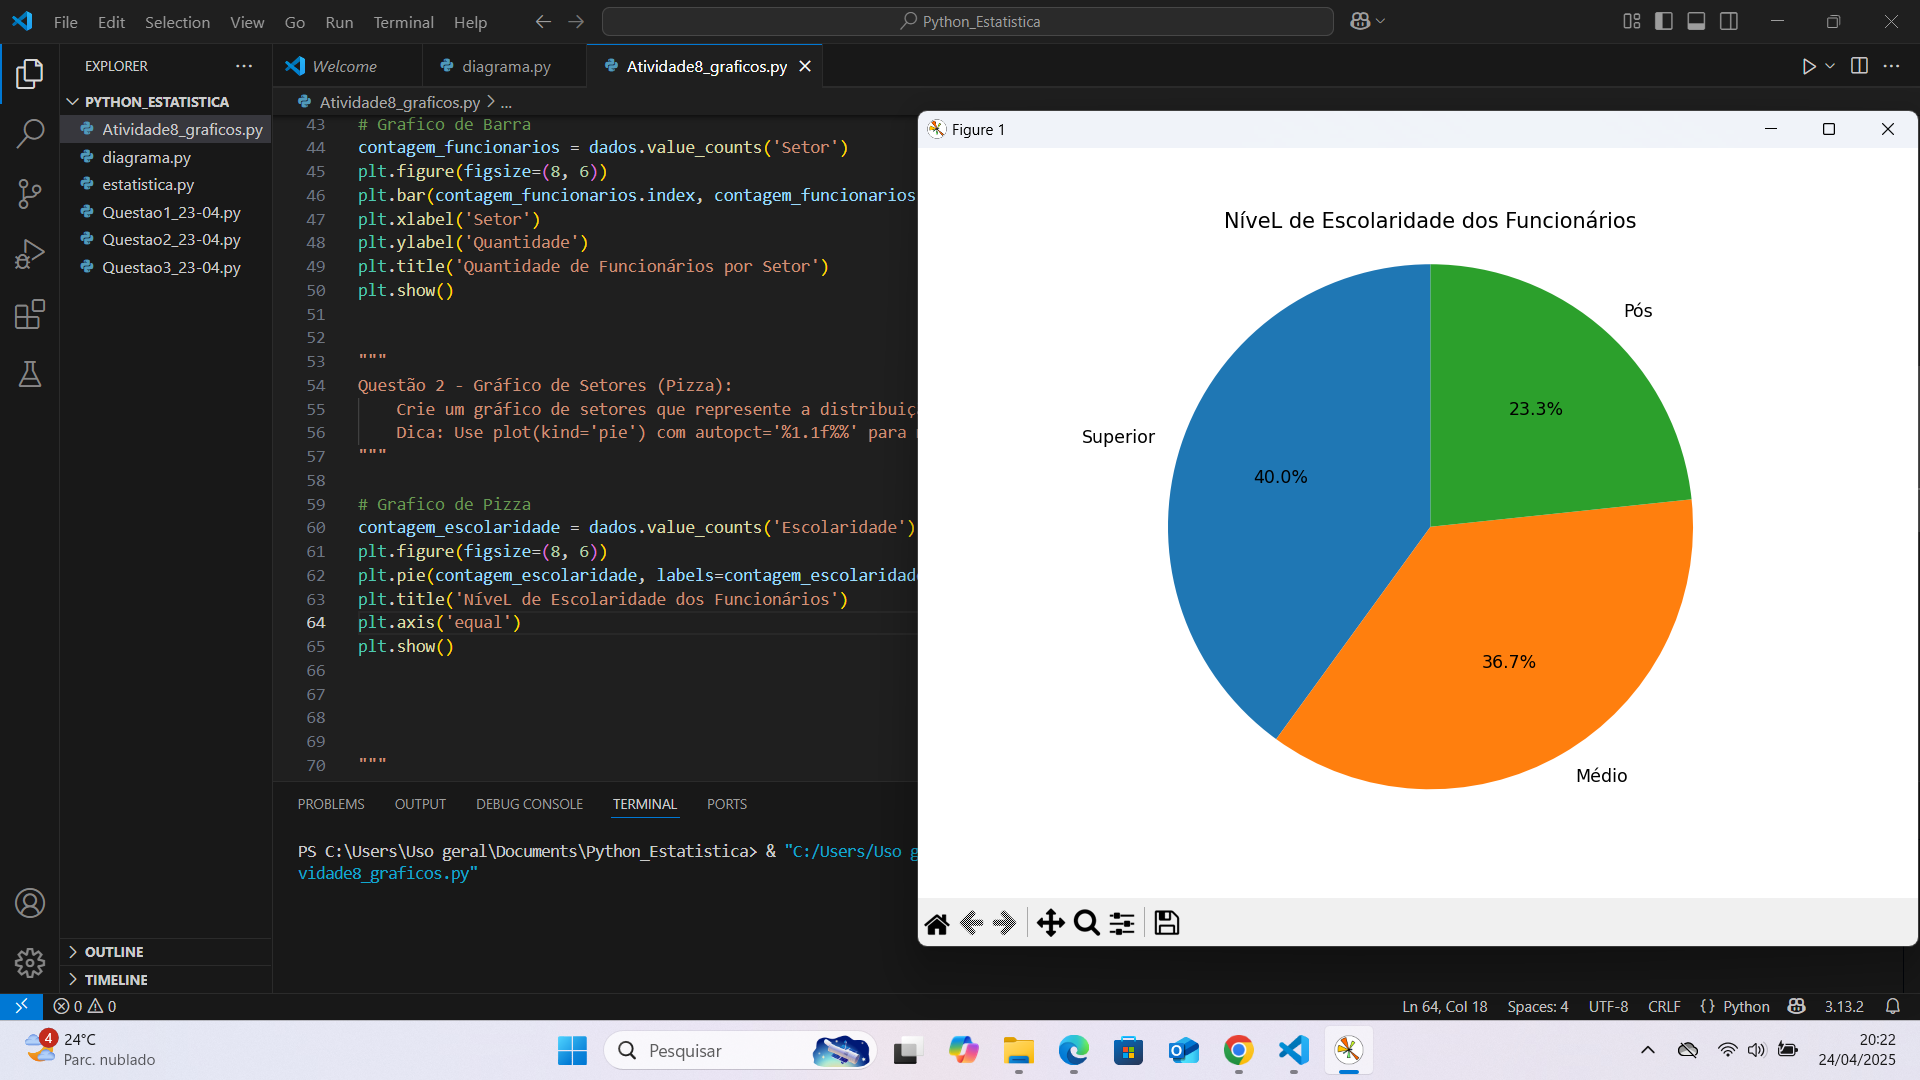 File Edit Selection View Go Run Terminal Help
Python_Estatistica
EXPLORER
PYTHON_ESTATISTICA
Atividade8_graficos.py
diagrama.py
estatistica.py
Questao1_23-04.py
Questao2_23-04.py
Questao3_23-04.py
OUTLINE
TIMELINE
Welcome diagrama.py Atividade8_graficos.py
Atividade8_graficos.py > ...
43 # Grafico de Barra
44 contagem_funcionarios = dados.value_counts('Setor')
45 plt.figure(figsize=(8, 6))
46 plt.bar(contagem_funcionarios.index, contagem_funcionarios
47 plt.xlabel('Setor')
48 plt.ylabel('Quantidade')
49 plt.title('Quantidade de Funcionários por Setor')
50 plt.show()
51
52
53 """
54 Questão 2 - Gráfico de Setores (Pizza):
55 Crie um gráfico de setores que represente a distribuiç
56 Dica: Use plot(kind='pie') com autopct='%1.1f%%' para
57 """
58
59 # Grafico de Pizza
60 contagem_escolaridade = dados.value_counts('Escolaridade')
61 plt.figure(figsize=(8, 6))
62 plt.pie(contagem_escolaridade, labels=contagem_escolaridad
63 plt.title('NíveL de Escolaridade dos Funcionários')
64 plt.axis('equal')
65 plt.show()
66
67
68
69
70 """
PROBLEMS OUTPUT DEBUG CONSOLE TERMINAL PORTS
PS C:\Users\Uso geral\Documents\Python_Estatistica> & "C:/Users/Uso g
vidade8_graficos.py"
Figure 1
NíveL de Escolaridade dos Funcionários
Pós
23.3%
Superior
40.0%
36.7%
Médio
0 0
Ln 64, Col 18 Spaces: 4 UTF-8 CRLF {} Python 3.13.2
4
24°C
Parc. nublado
Pesquisar
20:22
24/04/2025